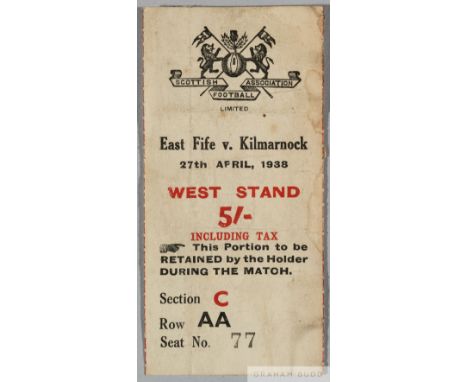 SCOTTISH FOOTBALL ASSOCIATION
LIMITED
East Fife v. Kilmarnock
27th APRIL, 1938
WEST STAND
5/-
INCLUDING TAX
This Portion to be
RETAINED by the Holder
DURING THE MATCH.
Section C
Row AA
Seat No. 77
GRAHAM BUDD